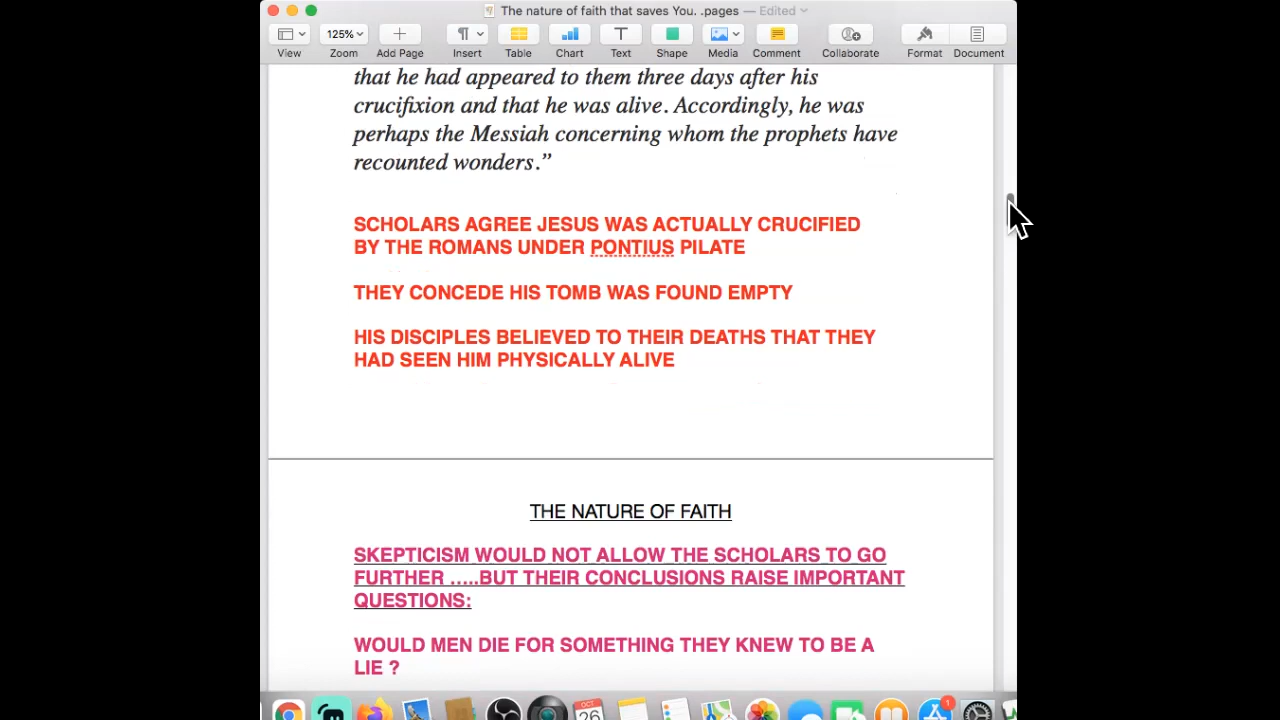 The nature of faith that saves You. .pages — Edited
125%
View Zoom Add Page Insert Table Chart Text Shape Media Comment Collaborate Format Document
that he had appeared to them three days after his
crucifixion and that he was alive. Accordingly, he was
perhaps the Messiah concerning whom the prophets have
recounted wonders.”
SCHOLARS AGREE JESUS WAS ACTUALLY CRUCIFIED
BY THE ROMANS UNDER PONTIUS PILATE
THEY CONCEDE HIS TOMB WAS FOUND EMPTY
HIS DISCIPLES BELIEVED TO THEIR DEATHS THAT THEY
HAD SEEN HIM PHYSICALLY ALIVE
THE NATURE OF FAITH
SKEPTICISM WOULD NOT ALLOW THE SCHOLARS TO GO
FURTHER …..BUT THEIR CONCLUSIONS RAISE IMPORTANT
QUESTIONS:
WOULD MEN DIE FOR SOMETHING THEY KNEW TO BE A
LIE ?
OCT
26
1